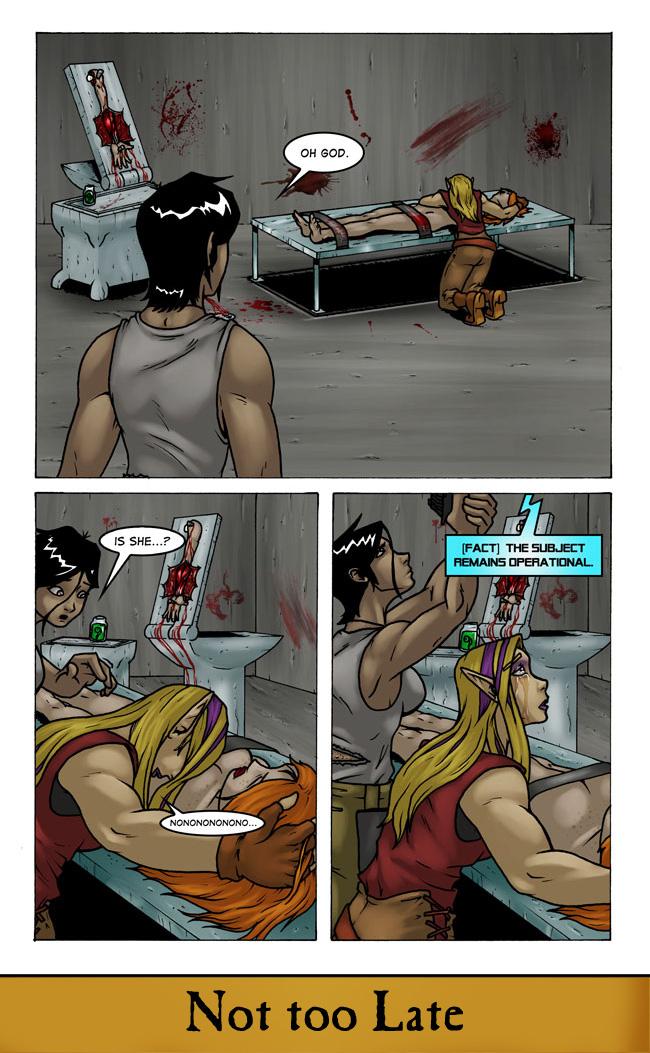 OH GOD.
IS SHE...?
NONONONONONO...
[FACT] THE SUBJECT
REMAINS OPERATIONAL.
Not too Late